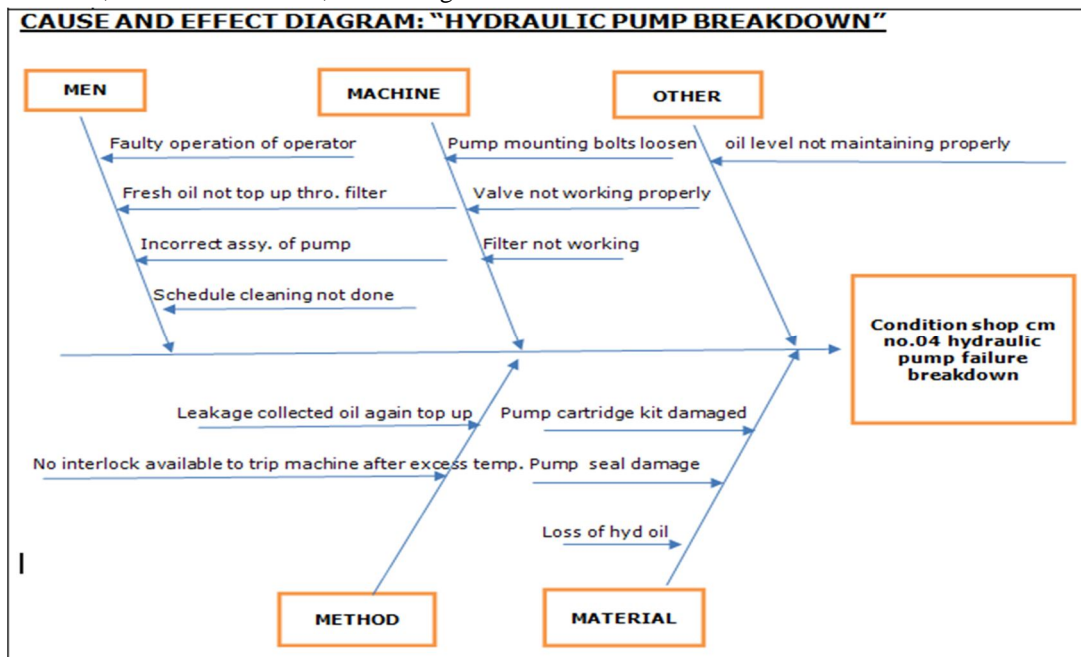 CAUSE AND EFFECT DIAGRAM: “HYDRAULIC PUMP BREAKDOWN”
MEN
MACHINE
OTHER
Faulty operation of operator
Pump mounting bolts loosen
oil level not maintaining properly
Fresh oil not top up thro. filter
Valve not working properly
Incorrect assy. of pump
Filter not working
Schedule cleaning not done
Condition shop cm
no.04 hydraulic
pump failure
breakdown
Leakage collected oil again top up
Pump cartridge kit damaged
No interlock available to trip machine after excess temp.
Pump seal damage
Loss of hyd oil
METHOD
MATERIAL